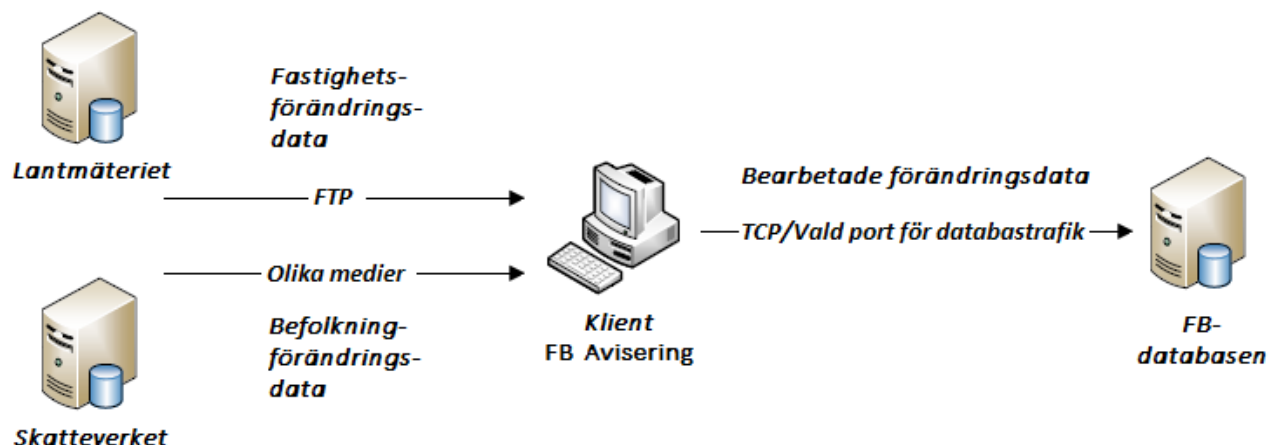 Fastighets-
förändrings-
data
Lantmäteriet
FTP
Bearbetade förändringsdata
TCP/Vald port för databastrafik
Olika medier
Befolkning-
förändrings-
data
Klient
FB Avisering
FB-
databasen
Skatteverket